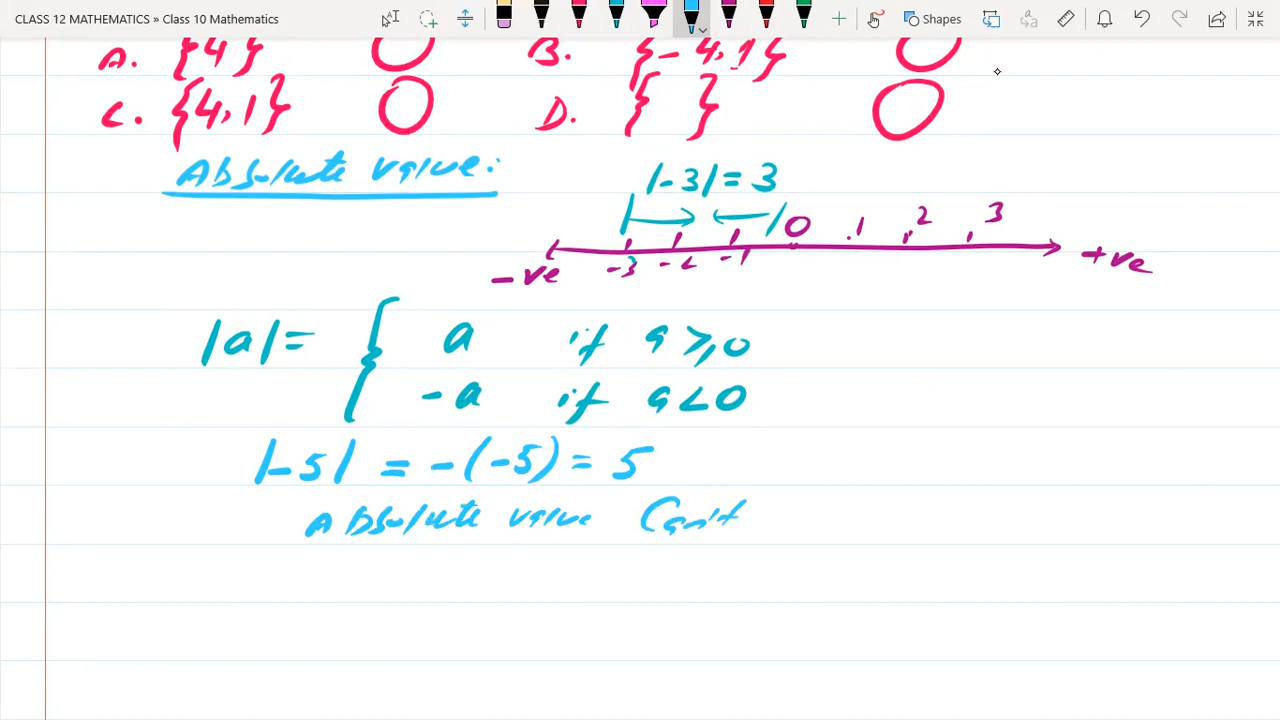 CLASS 12 MATHEMATICS » Class 10 Mathematics
Shapes
A. {4} B. {-4,1}
C. {4,1} D. { }
Absolute value:
|-3| = 3
0 1 2 3
-ve -3 -2 -1 +ve
|a| = { a if a ≥ 0
-a if a < 0
|-5| = -(-5) = 5
Absolute value Can't